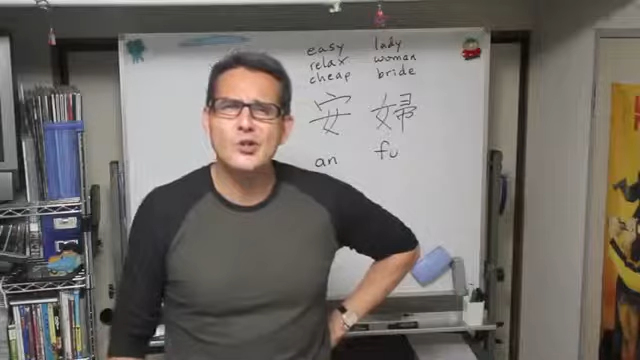 easy lady
relax woman
cheap bride
安 婦
an fu